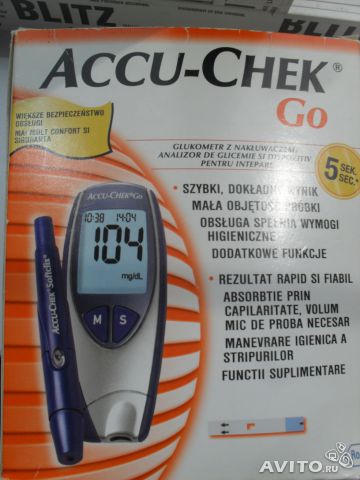 BLITZ
BLITZ
ACCU-CHEK®
Go
WIĘKSZE BEZPIECZEŃSTWO
OBSŁUGI
MAI MULT CONFORT SI
SIGURANTA
GLUKOMETR Z NAKŁUWACZEM
ANALIZOR DE GLICEMIE SI DISPOZITIV
PENTRU INTEPARE
5 SEK.
SEC.*
• SZYBKI, DOKŁADNY WYNIK
MAŁA OBJĘTOŚĆ PRÓBKI
OBSŁUGA SPEŁNIA WYMOGI
HIGIENICZNE
DODATKOWE FUNKCJE
• REZULTAT RAPID SI FIABIL
ABSORBTIE PRIN
CAPILARITATE, VOLUM
MIC DE PROBA NECESAR
MANEVRARE IGIENICA A
STRIPURILOR
FUNCTII SUPLIMENTARE
ACCU-CHEK® Go
10:38 14:04
104
mg/dL
M S
ACCU-CHEK® Softclix®
Ro
AVITO.ru